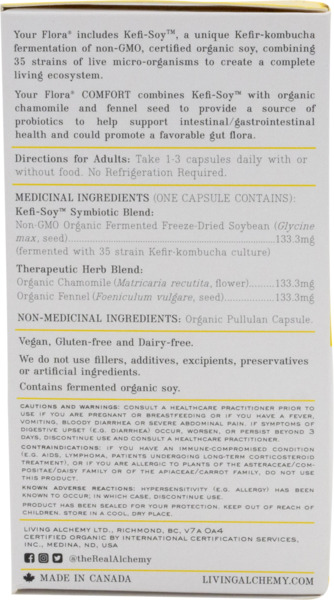 Your Flora® includes Kefi-Soy™, a unique Kefir-kombucha
fermentation of non-GMO, certified organic soy, combining
35 strains of live micro-organisms to create a complete
living ecosystem.
Your Flora® COMFORT combines Kefi-Soy™ with organic
chamomile and fennel seed to provide a source of
probiotics to help support intestinal/gastrointestinal
health and could promote a favorable gut flora.
Directions for Adults: Take 1-3 capsules daily with or
without food. No Refrigeration Required.
MEDICINAL INGREDIENTS (ONE CAPSULE CONTAINS):
Kefi-Soy™ Symbiotic Blend:
Non-GMO Organic Fermented Freeze-Dried Soybean (Glycine
max, seed)..........133.3mg
(fermented with 35 strain Kefir-kombucha culture)
Therapeutic Herb Blend:
Organic Chamomile (Matricaria recutita, flower)..........133.3mg
Organic Fennel (Foeniculum vulgare, seed)..........133.3mg
NON-MEDICINAL INGREDIENTS: Organic Pullulan Capsule.
Vegan, Gluten-free and Dairy-free.
We do not use fillers, additives, excipients, preservatives
or artificial ingredients.
Contains fermented organic soy.
CAUTIONS AND WARNINGS: CONSULT A HEALTHCARE PRACTITIONER PRIOR TO
USE IF YOU ARE PREGNANT OR BREASTFEEDING OR IF YOU HAVE A FEVER,
VOMITING, BLOODY DIARRHEA OR SEVERE ABDOMINAL PAIN. IF SYMPTOMS OF
DIGESTIVE UPSET (E.G. DIARRHEA) OCCUR, WORSEN, OR PERSIST BEYOND 3
DAYS, DISCONTINUE USE AND CONSULT A HEALTHCARE PRACTITIONER.
CONTRAINDICATIONS: IF YOU HAVE AN IMMUNE-COMPROMISED CONDITION
(E.G. AIDS, LYMPHOMA, PATIENTS UNDERGOING LONG-TERM CORTICOSTEROID
TREATMENT), OR IF YOU ARE ALLERGIC TO PLANTS OF THE ASTERACEAE/COM-
POSITAE/DAISY FAMILY OR OF THE APIACEAE/CARROT FAMILY, DO NOT USE
THIS PRODUCT.
KNOWN ADVERSE REACTIONS: HYPERSENSITIVITY (E.G. ALLERGY) HAS BEEN
KNOWN TO OCCUR; IN WHICH CASE, DISCONTINUE USE.
PRODUCT HAS BEEN SEALED FOR YOUR PROTECTION. KEEP OUT OF REACH OF
CHILDREN. STORE IN A COOL, DRY PLACE.
LIVING ALCHEMY LTD., RICHMOND, BC, V7A 0A4
CERTIFIED ORGANIC BY INTERNATIONAL CERTIFICATION SERVICES,
INC., MEDINA, ND, USA
@theRealAlchemy
MADE IN CANADA LIVINGALCHEMY.COM